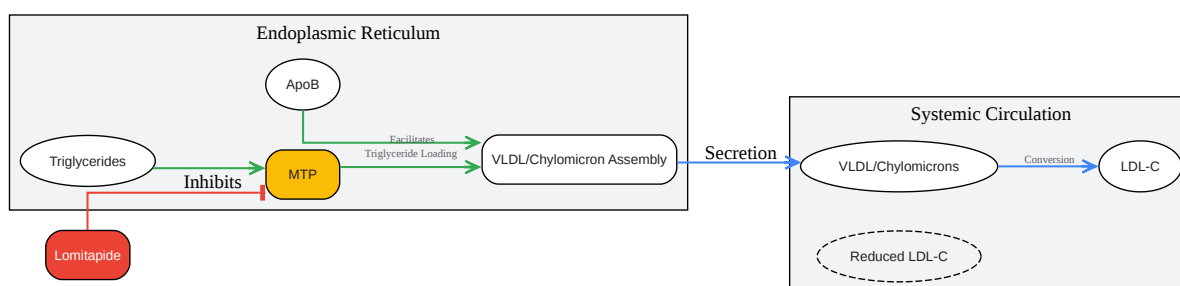 Endoplasmic Reticulum
ApoB
Facilitates
Triglyceride Loading
Triglycerides
MTP
VLDL/Chylomicron Assembly
Inhibits
Lomitapide
Secretion
Systemic Circulation
VLDL/Chylomicrons
Conversion
LDL-C
Reduced LDL-C